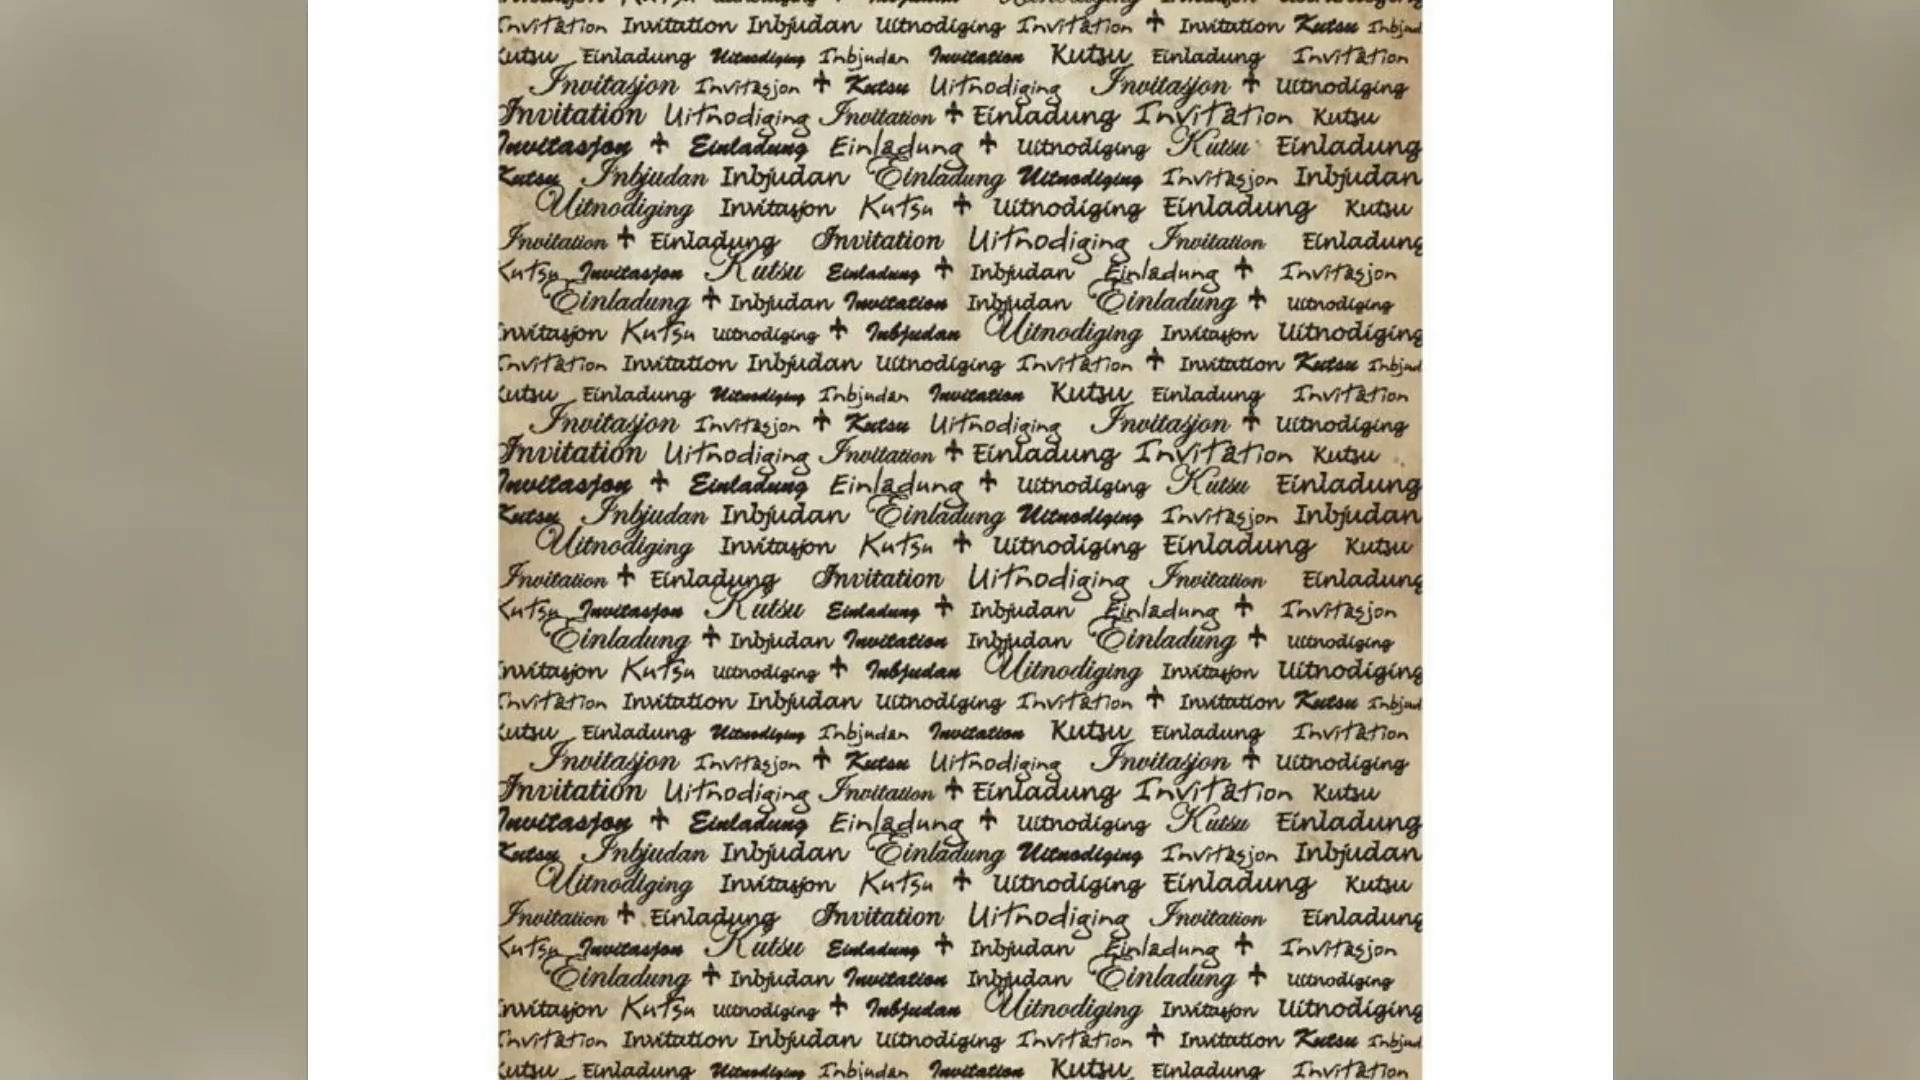 Invitation Invitation Inbjudan Uitnodiging Invitation Invitation Kutsu Inbjud
Kutsu Einladung Uitnodiging Inbjudan Invitation Kutsu Einladung Invitation
Invitasjon Invitasjon Kutsu Uitnodiging Invitasjon Uitnodiging
Invitation Uitnodiging Invitation Einladung Invitation Kutsu
Invitasjon Einladung Einladung Uitnodiging Kutsu Einladung
Kutsu Inbjudan Inbjudan Einladung Uitnodiging Invitasjon Inbjudan
Uitnodiging Invitasjon Kutsu Uitnodiging Einladung Kutsu
Invitation Einladung Invitation Uitnodiging Invitation Einladung
Kutsu Invitasjon Kutsu Einladung Inbjudan Einladung Invitasjon
Einladung Inbjudan Invitation Inbjudan Einladung Uitnodiging
Invitasjon Kutsu Uitnodiging Inbjudan Uitnodiging Invitasjon Uitnodiging
Invitation Invitation Inbjudan Uitnodiging Invitation Invitation Kutsu Inbjud
Kutsu Einladung Uitnodiging Inbjudan Invitation Kutsu Einladung Invitation
Invitasjon Invitasjon Kutsu Uitnodiging Invitasjon Uitnodiging
Invitation Uitnodiging Invitation Einladung Invitation Kutsu
Invitasjon Einladung Einladung Uitnodiging Kutsu Einladung
Kutsu Inbjudan Inbjudan Einladung Uitnodiging Invitasjon Inbjudan
Uitnodiging Invitasjon Kutsu Uitnodiging Einladung Kutsu
Invitation Einladung Invitation Uitnodiging Invitation Einladung
Kutsu Invitasjon Kutsu Einladung Inbjudan Einladung Invitasjon
Einladung Inbjudan Invitation Inbjudan Einladung Uitnodiging
Invitasjon Kutsu Uitnodiging Inbjudan Uitnodiging Invitasjon Uitnodiging
Invitation Invitation Inbjudan Uitnodiging Invitation Invitation Kutsu Inbjud
Kutsu Einladung Uitnodiging Inbjudan Invitation Kutsu Einladung Invitation
Invitasjon Invitasjon Kutsu Uitnodiging Invitasjon Uitnodiging
Invitation Uitnodiging Invitation Einladung Invitation Kutsu
Invitasjon Einladung Einladung Uitnodiging Kutsu Einladung
Kutsu Inbjudan Inbjudan Einladung Uitnodiging Invitasjon Inbjudan
Uitnodiging Invitasjon Kutsu Uitnodiging Einladung Kutsu
Invitation Einladung Invitation Uitnodiging Invitation Einladung
Kutsu Invitasjon Kutsu Einladung Inbjudan Einladung Invitasjon
Einladung Inbjudan Invitation Inbjudan Einladung Uitnodiging
Invitasjon Kutsu Uitnodiging Inbjudan Uitnodiging Invitasjon Uitnodiging
Invitation Invitation Inbjudan Uitnodiging Invitation Invitation Kutsu Inbjud
Kutsu Einladung Uitnodiging Inbjudan Invitation Kutsu Einladung Invitation